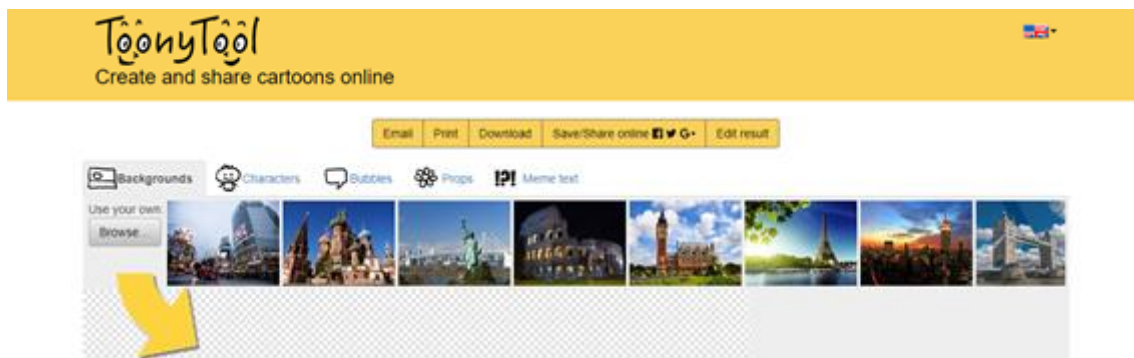 ToonyTool
Create and share cartoons online
Email Print Download Save/Share online G+ Edit result
Backgrounds Characters Bubbles Props !?! Meme text
Use your own:
Browse...